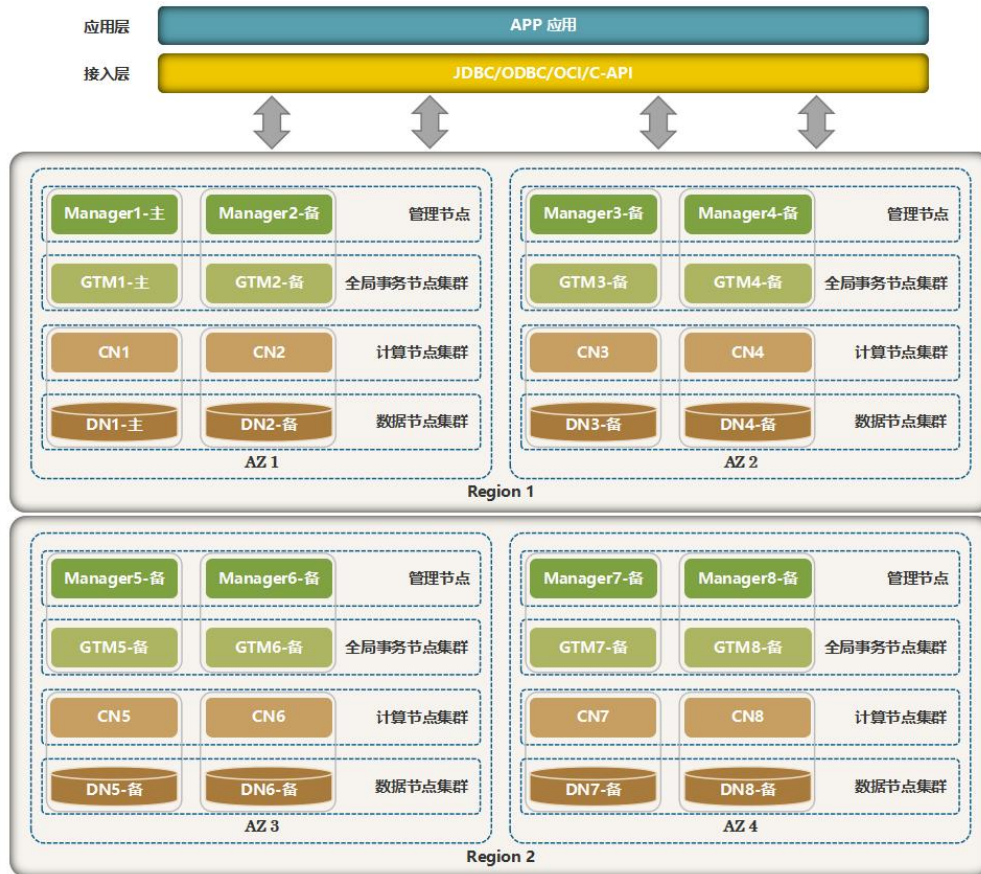 应用层 APP 应用
接入层 JDBC/ODBC/OCI/C-API
Manager1-主 Manager2-备 管理节点
GTM1-主 GTM2-备 全局事务节点集群
CN1 CN2 计算节点集群
DN1-主 DN2-备 数据节点集群
AZ 1
Manager3-备 Manager4-备 管理节点
GTM3-备 GTM4-备 全局事务节点集群
CN3 CN4 计算节点集群
DN3-备 DN4-备 数据节点集群
AZ 2
Region 1
Manager5-备 Manager6-备 管理节点
GTM5-备 GTM6-备 全局事务节点集群
CN5 CN6 计算节点集群
DN5-备 DN6-备 数据节点集群
AZ 3
Manager7-备 Manager8-备 管理节点
GTM7-备 GTM8-备 全局事务节点集群
CN7 CN8 计算节点集群
DN7-备 DN8-备 数据节点集群
AZ 4
Region 2